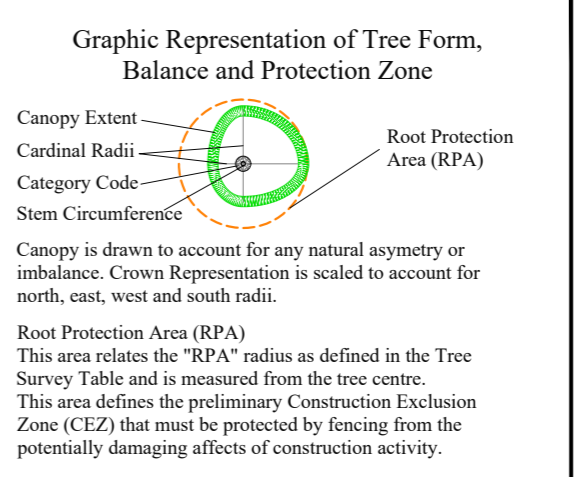 Graphic Representation of Tree Form,
Balance and Protection Zone
Canopy Extent
Cardinal Radii
Category Code
Stem Circumference
Root Protection
Area (RPA)
Canopy is drawn to account for any natural asymetry or
imbalance. Crown Representation is scaled to account for
north, east, west and south radii.
Root Protection Area (RPA)
This area relates the "RPA" radius as defined in the Tree
Survey Table and is measured from the tree centre.
This area defines the preliminary Construction Exclusion
Zone (CEZ) that must be protected by fencing from the
potentially damaging affects of construction activity.